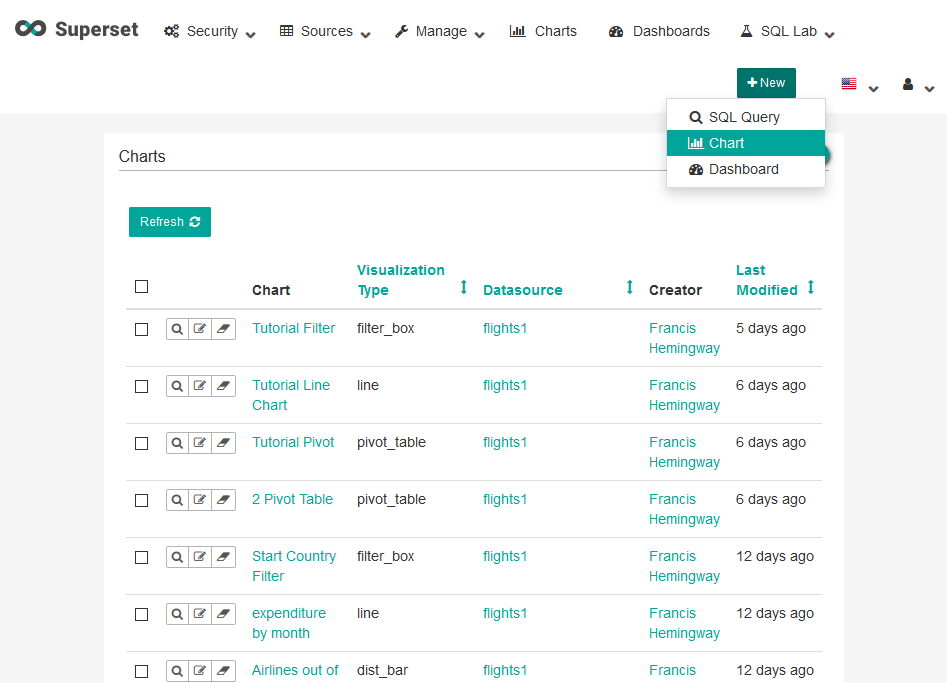 Superset Security Sources Manage Charts Dashboards SQL Lab
New
SQL Query
Chart
Dashboard
Charts
Refresh
Chart Visualization Type Datasource Creator Last Modified
Tutorial Filter filter_box flights1 Francis Hemingway 5 days ago
Tutorial Line Chart line flights1 Francis Hemingway 6 days ago
Tutorial Pivot pivot_table flights1 Francis Hemingway 6 days ago
2 Pivot Table pivot_table flights1 Francis Hemingway 6 days ago
Start Country Filter filter_box flights1 Francis Hemingway 12 days ago
expenditure by month line flights1 Francis Hemingway 12 days ago
Airlines out of dist_bar flights1 Francis 12 days ago